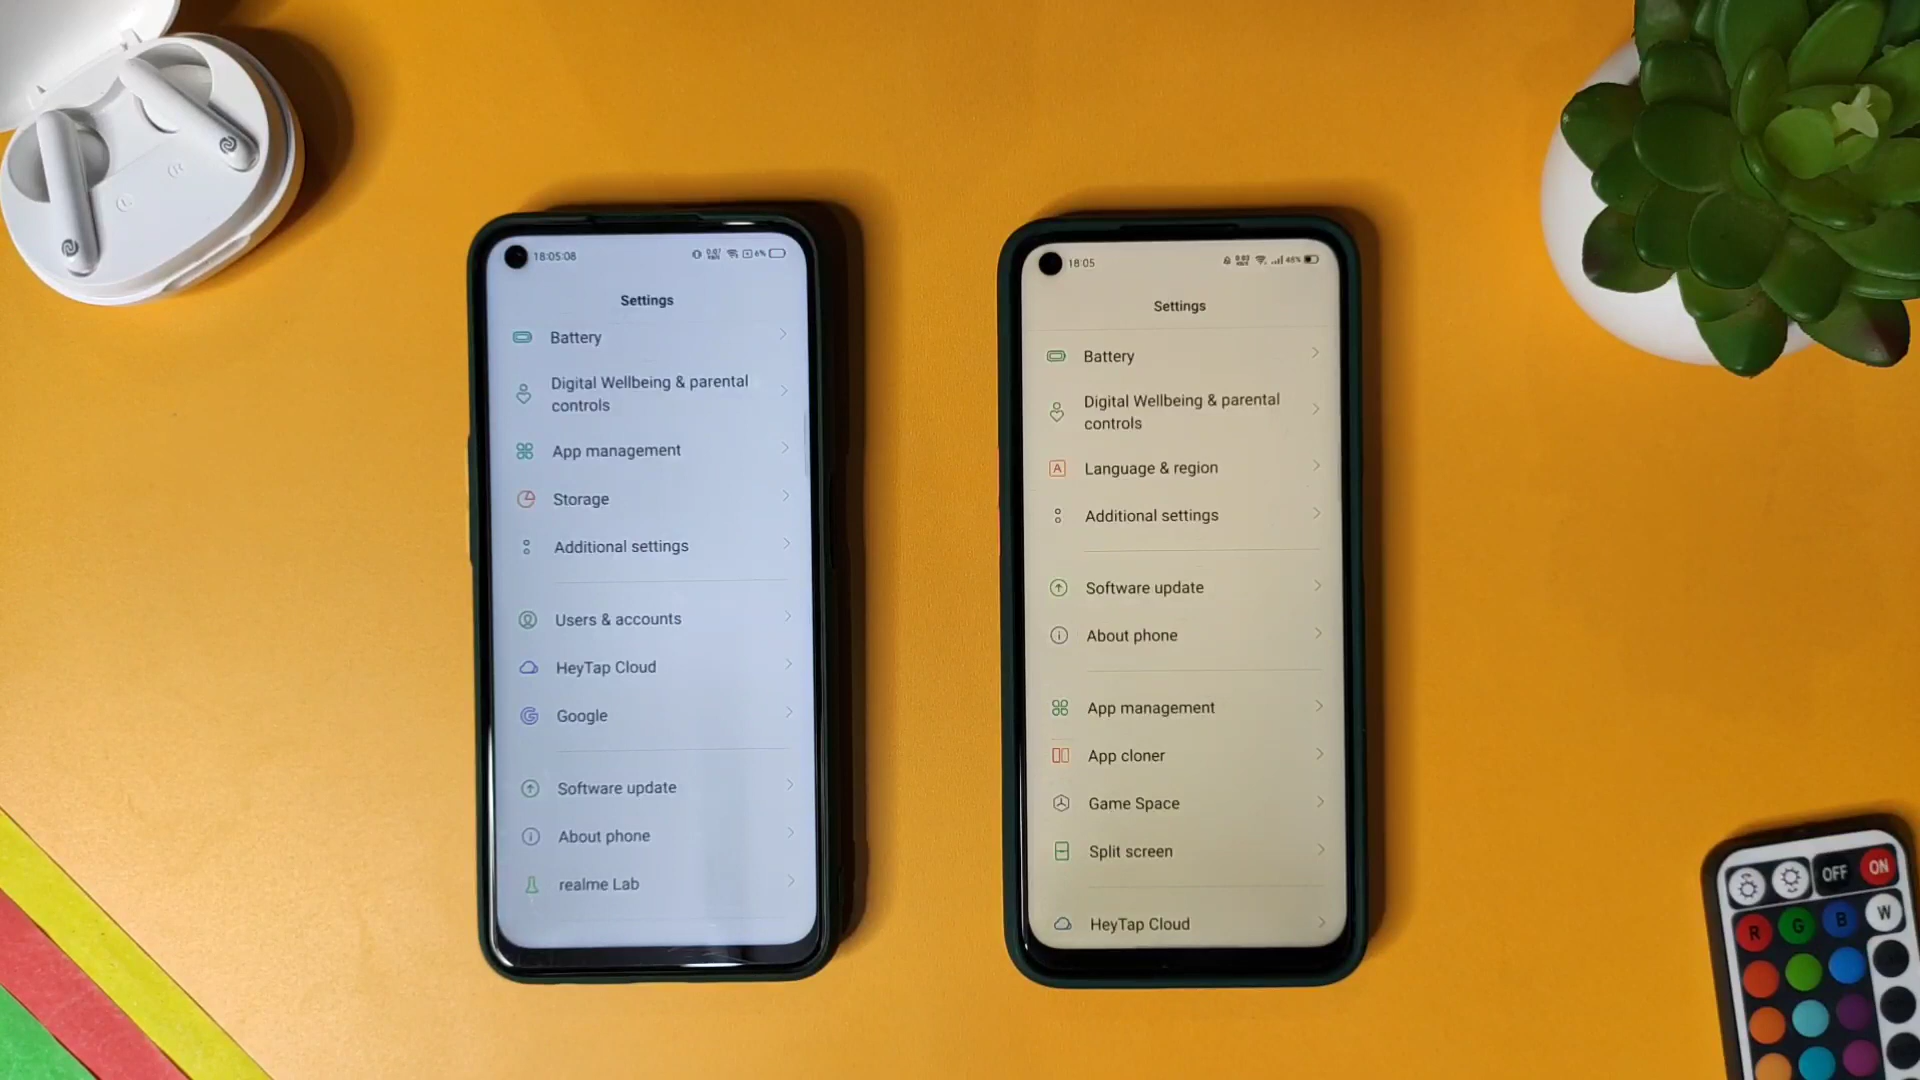 18:05:08
6%
Settings
Battery
Digital Wellbeing & parental
controls
App management
Storage
Additional settings
Users & accounts
HeyTap Cloud
Google
Software update
About phone
realme Lab
18:05
46%
Settings
Battery
Digital Wellbeing & parental
controls
A Language & region
Additional settings
Software update
About phone
App management
App cloner
Game Space
Split screen
HeyTap Cloud
OFF ON
R G B W